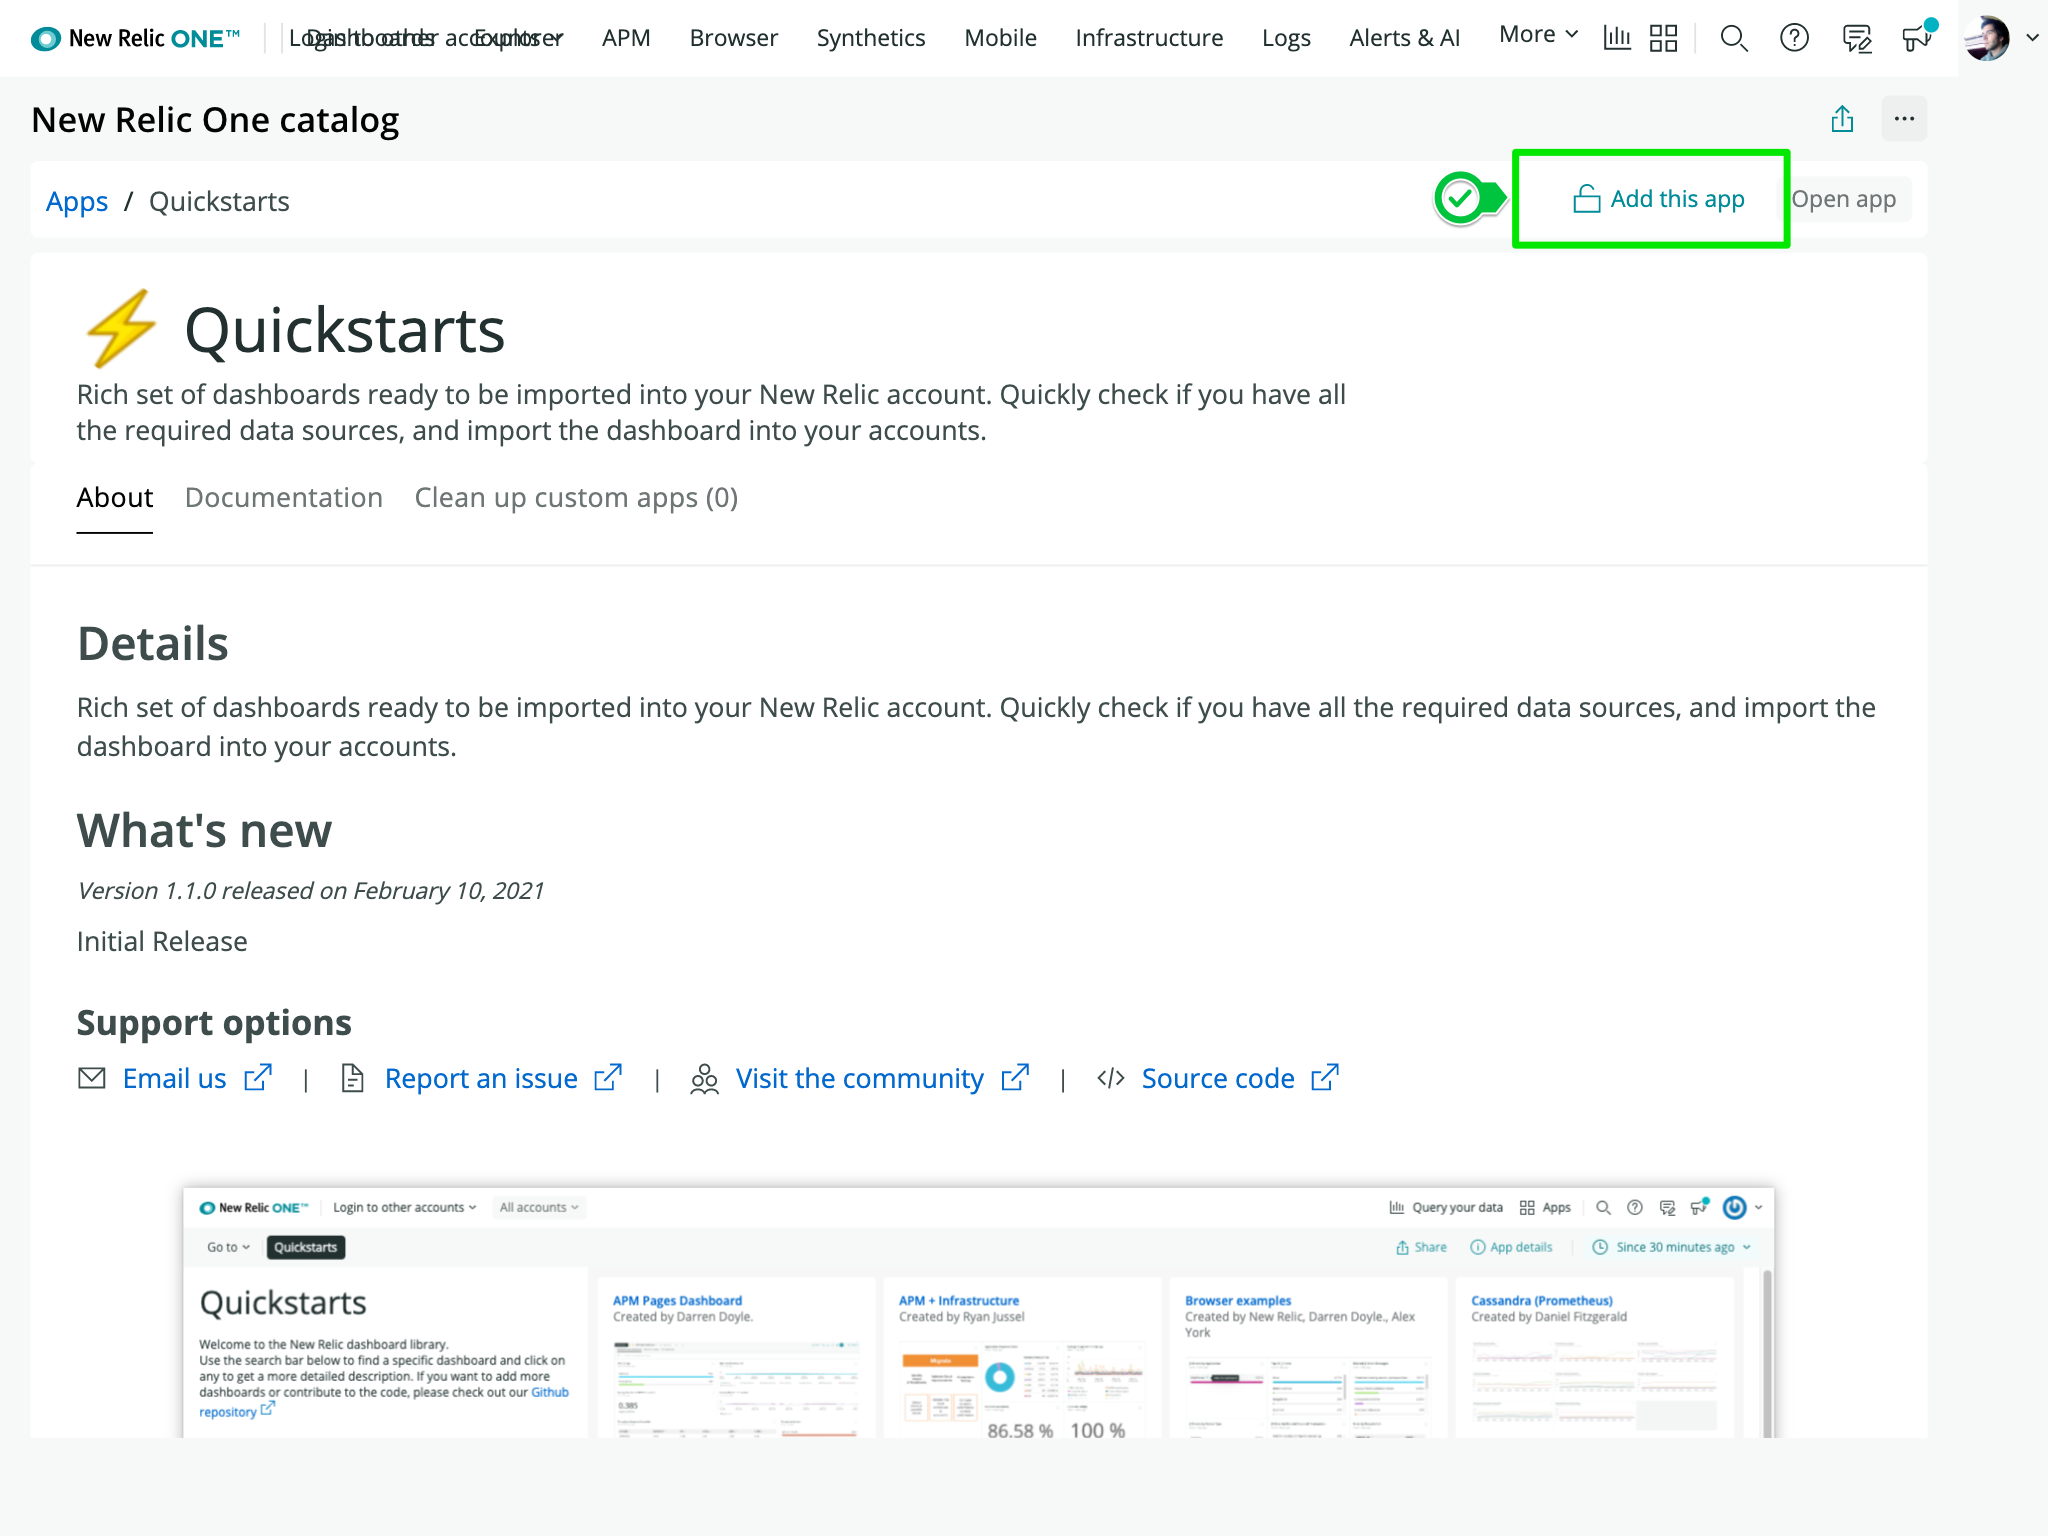 New Relic ONE™
Login to other accounts
Dashboards
Explorer
APM
Browser
Synthetics
Mobile
Infrastructure
Logs
Alerts & AI
More
New Relic One catalog
Apps / Quickstarts
Add this app
Open app
Quickstarts
Rich set of dashboards ready to be imported into your New Relic account. Quickly check if you have all
the required data sources, and import the dashboard into your accounts.
About Documentation Clean up custom apps (0)
Details
Rich set of dashboards ready to be imported into your New Relic account. Quickly check if you have all the required data sources, and import the
dashboard into your accounts.
What's new
Version 1.1.0 released on February 10, 2021
Initial Release
Support options
Email us | Report an issue | Visit the community | </> Source code
New Relic ONE™ Login to other accounts All accounts Query your data Apps
Go to Quickstarts Share App details Since 30 minutes ago
Quickstarts
Welcome to the New Relic dashboard library.
Use the search bar below to find a specific dashboard and click on
any to get a more detailed description. If you want to add more
dashboards or contribute to the code, please check out our Github
repository
APM Pages Dashboard
Created by Darren Doyle.
0.385
APM + Infrastructure
Created by Ryan Jussel
86.58 % 100 %
Browser examples
Created by New Relic, Darren Doyle., Alex
York
Cassandra (Prometheus)
Created by Daniel Fitzgerald